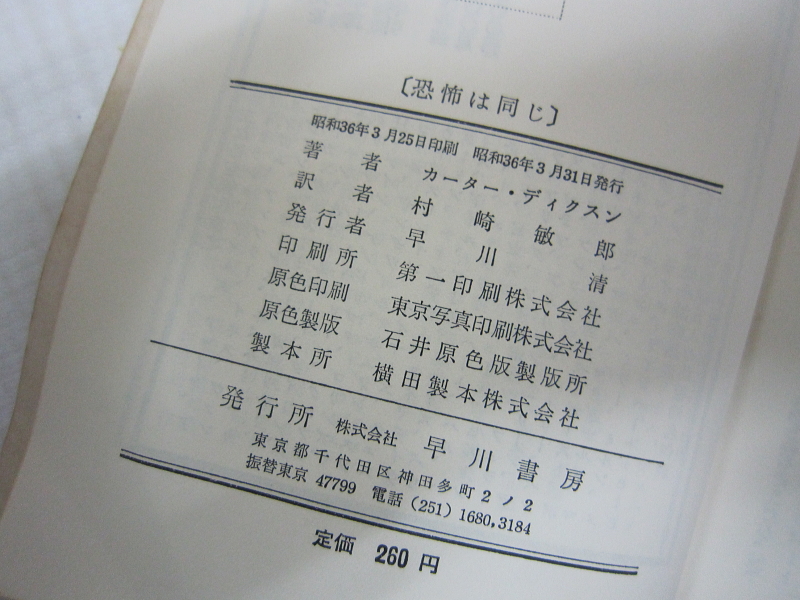 〔恐怖は同じ〕
昭和36年3月25日印刷 昭和36年3月31日発行
著者 カーター・ディクスン
訳者 村崎敏郎
発行者 早川清
印刷所 第一印刷株式会社
原色印刷 東京写真印刷株式会社
原色製版 石井原色版製版所
製本所 横田製本株式会社
発行所 株式会社 早川書房
東京都千代田区神田多町2ノ2
振替東京 47799 電話 (251) 1680,3184
定価 260円